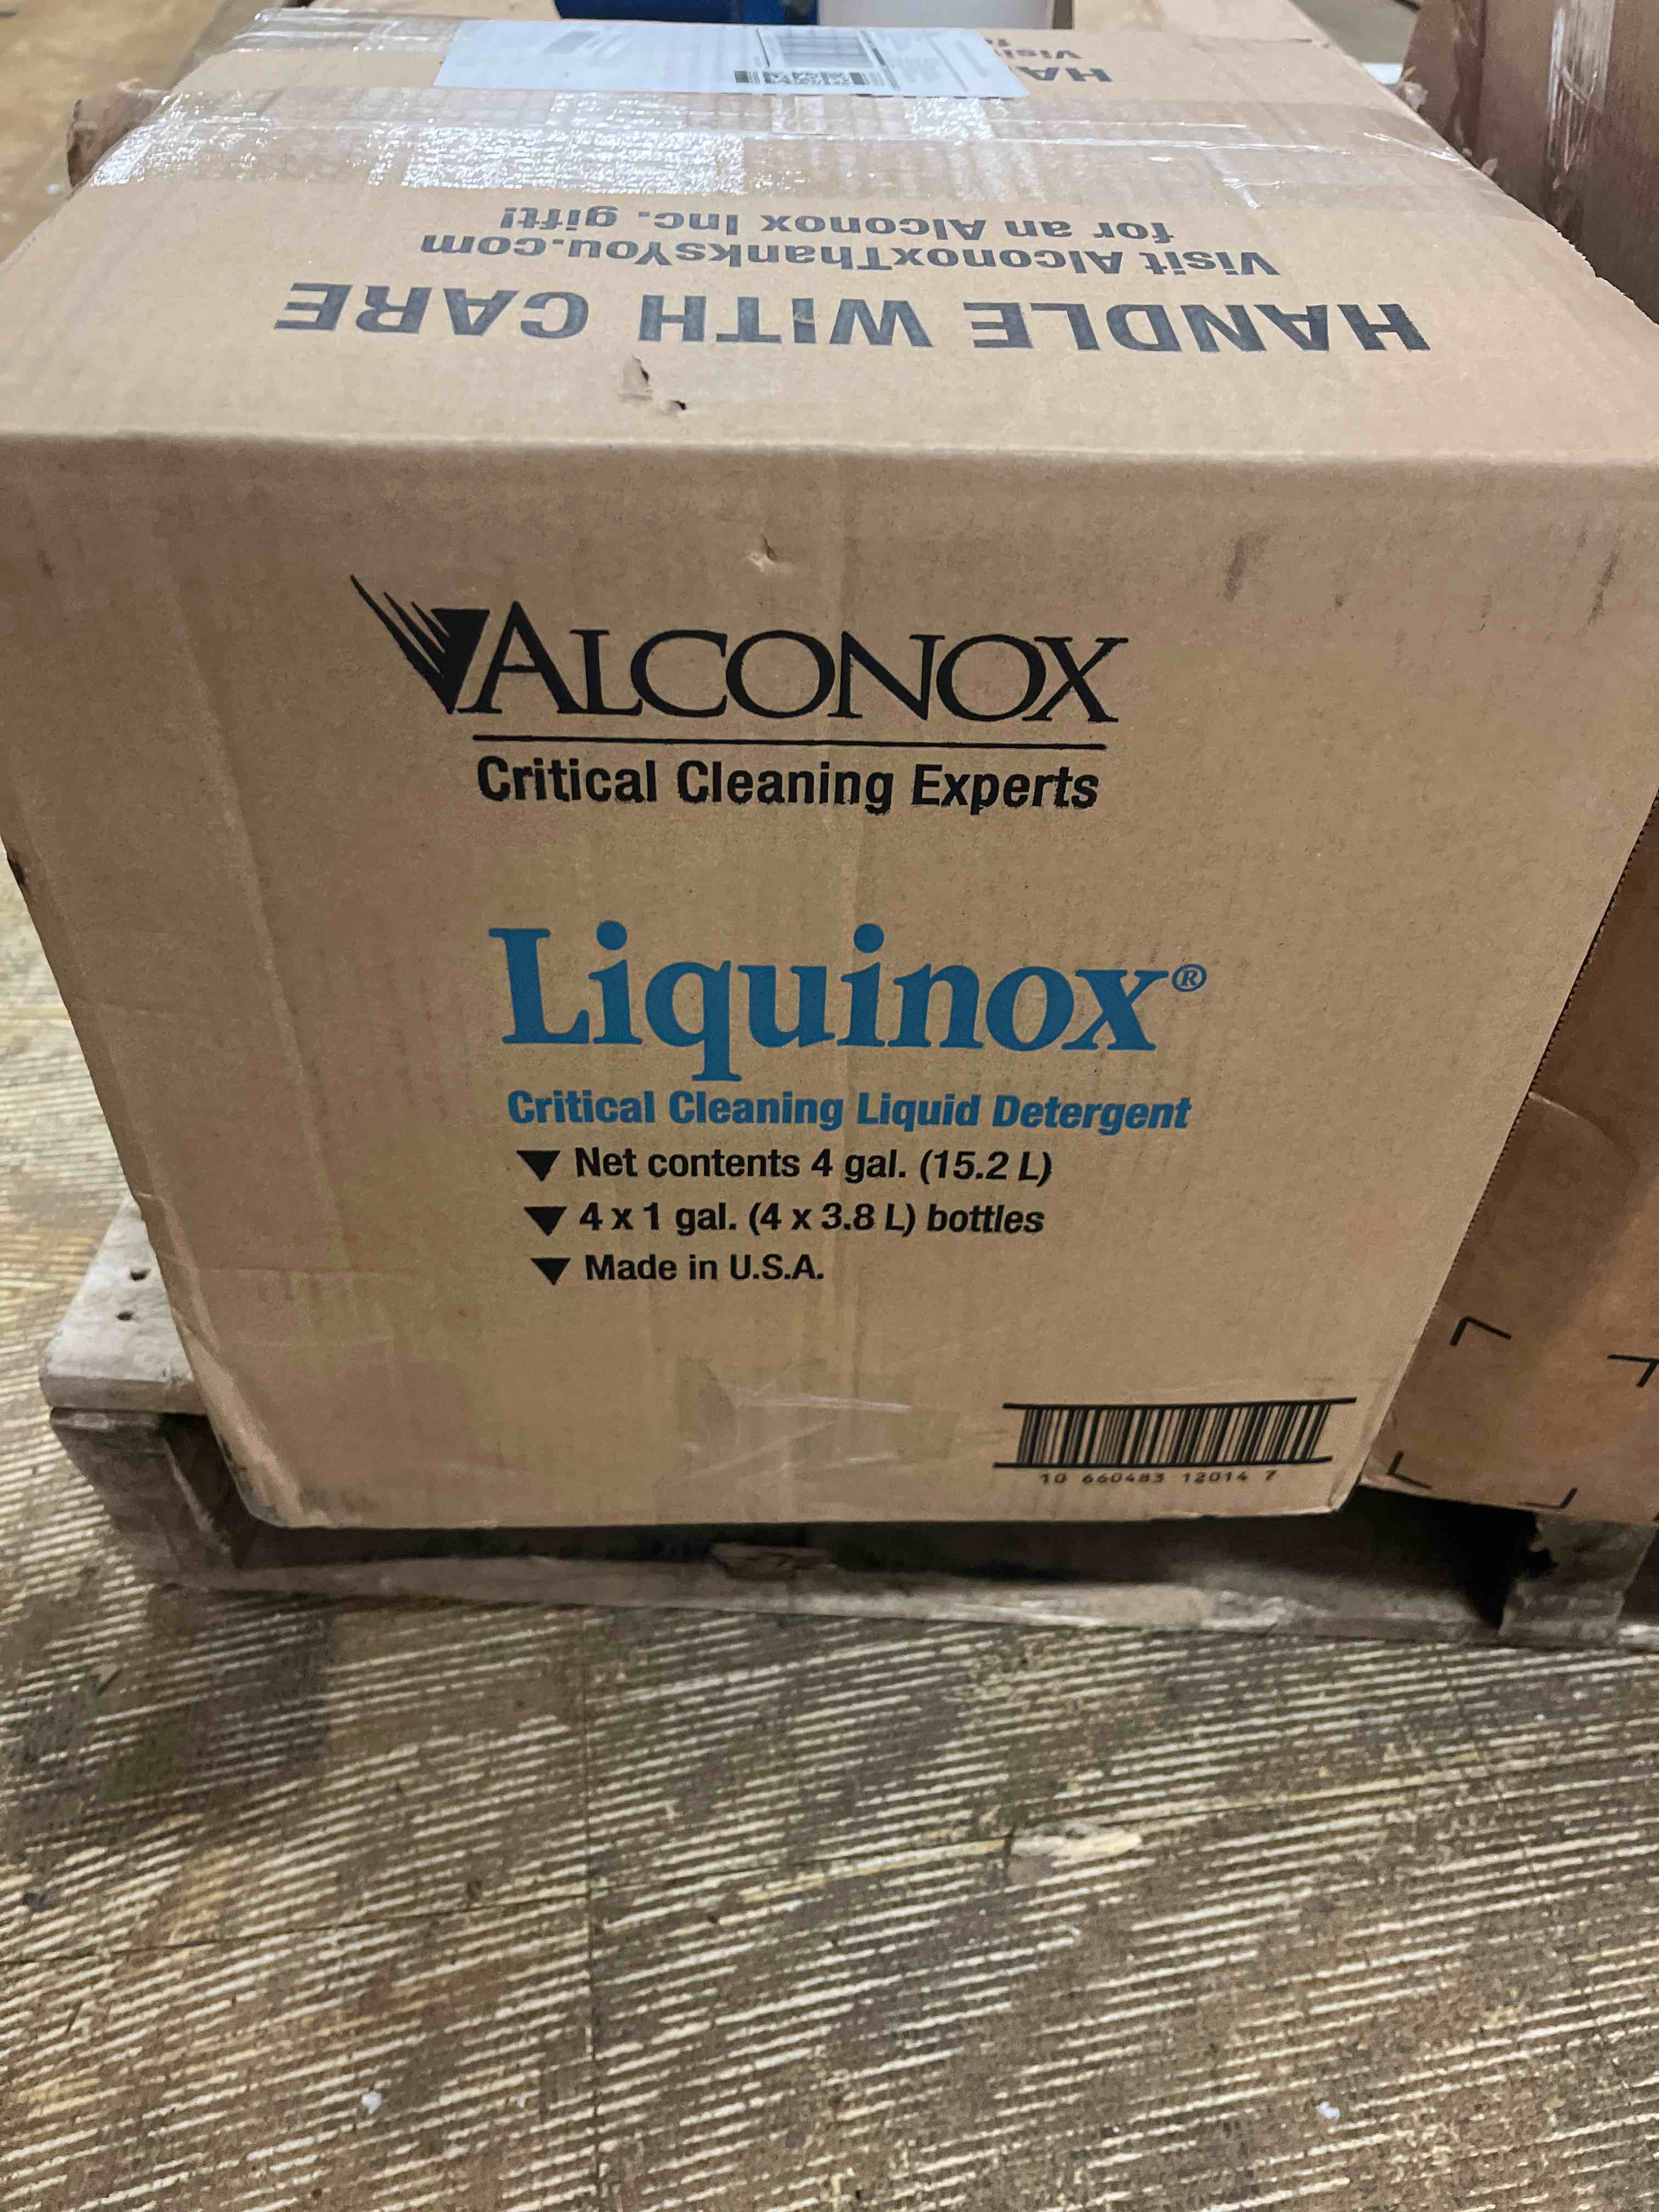 HANDLE WITH CARE
Visit AlconoxThanksYou.com
for an Alconox Inc. gift!
ALCONOX
Critical Cleaning Experts
Liquinox®
Critical Cleaning Liquid Detergent
▼ Net contents 4 gal. (15.2 L)
▼ 4 x 1 gal. (4 x 3.8 L) bottles
▼ Made in U.S.A.
10 660483 12014 7